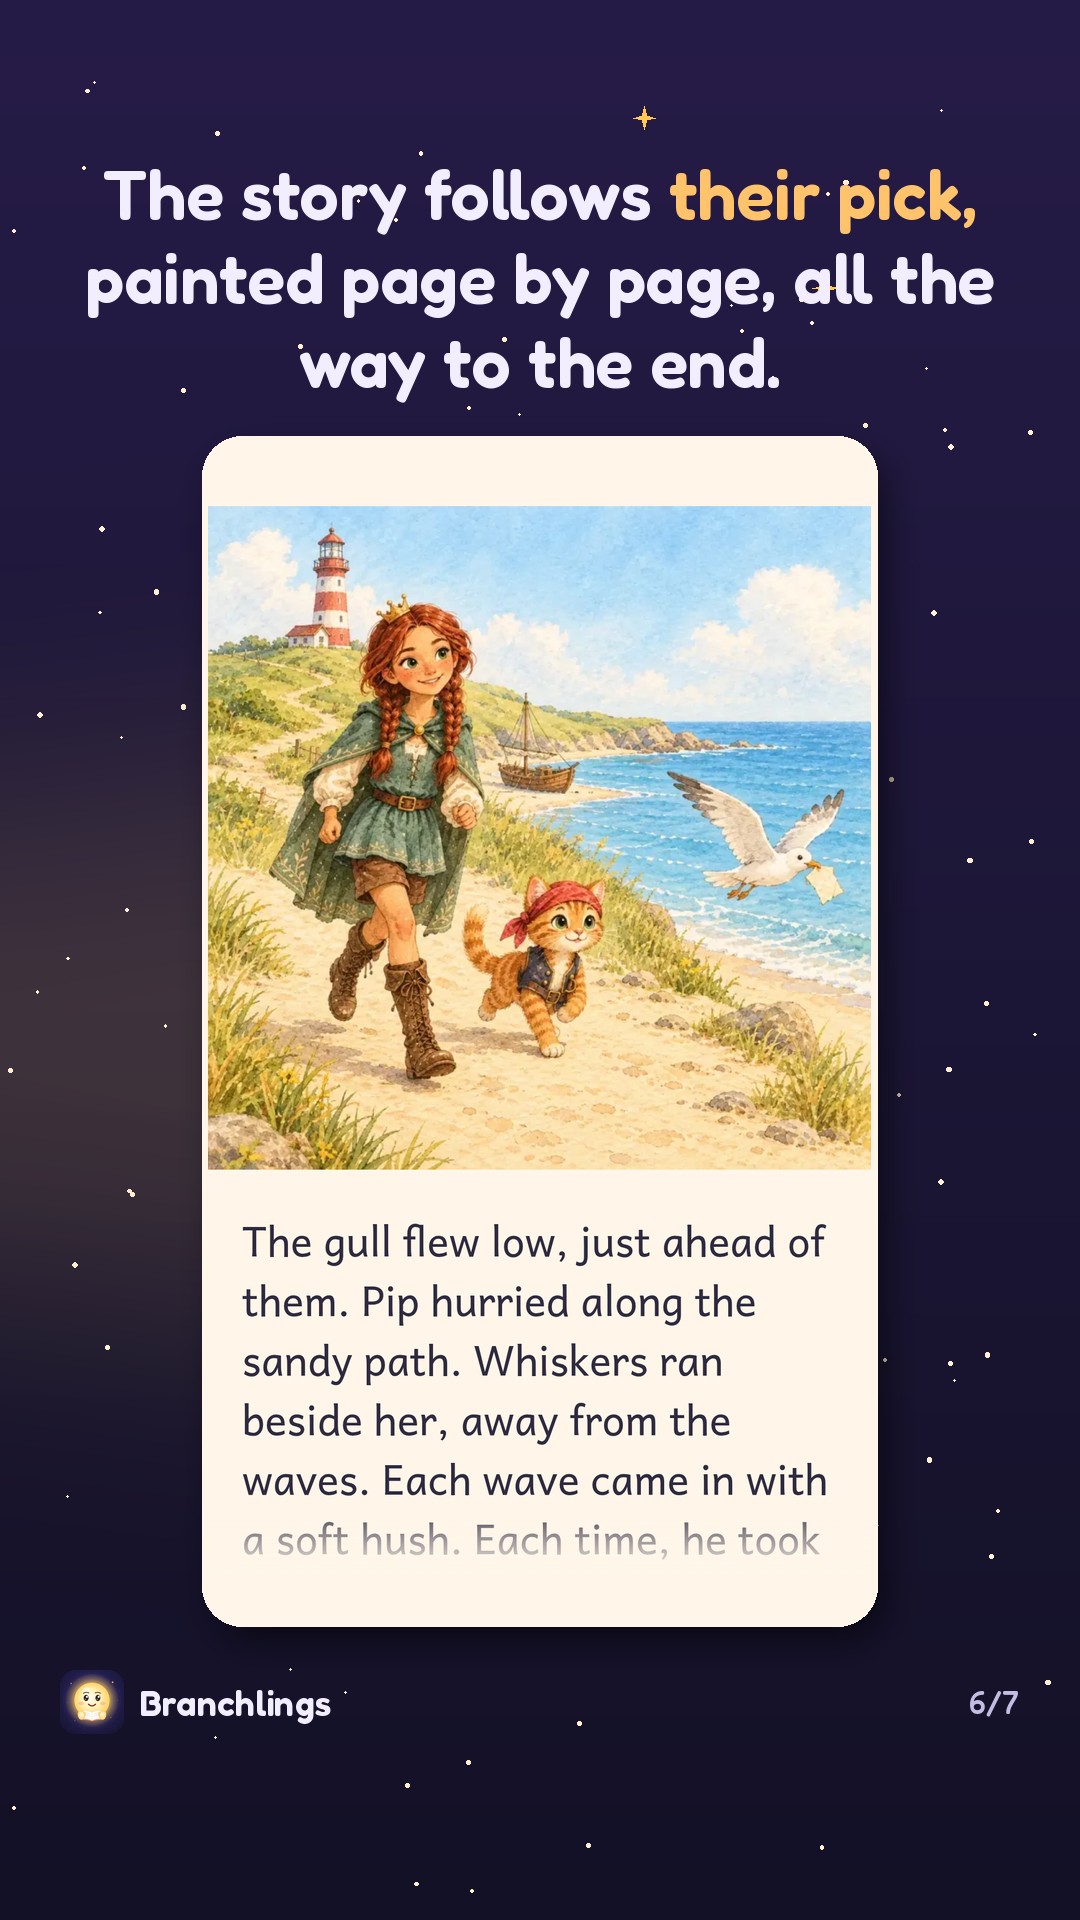 The story follows their pick,
painted page by page, all the
way to the end.
The gull flew low, just ahead of
them. Pip hurried along the
sandy path. Whiskers ran
beside her, away from the
waves. Each wave came in with
a soft hush. Each time, he took
Branchlings
6/7